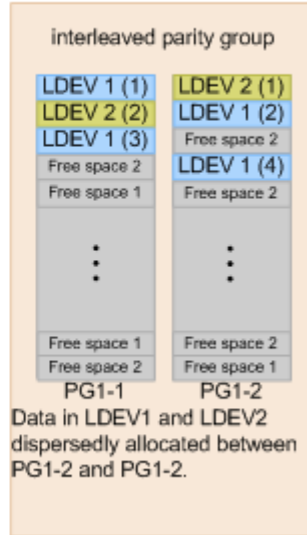 interleaved parity group
LDEV 1 (1)
LDEV 2 (2)
LDEV 1 (3)
Free space 2
Free space 1
Free space 1
Free space 2
PG1-1
LDEV 2 (1)
LDEV 1 (2)
Free space 2
LDEV 1 (4)
Free space 2
Free space 2
Free space 1
PG1-2
Data in LDEV1 and LDEV2
dispersedly allocated between
PG1-2 and PG1-2.